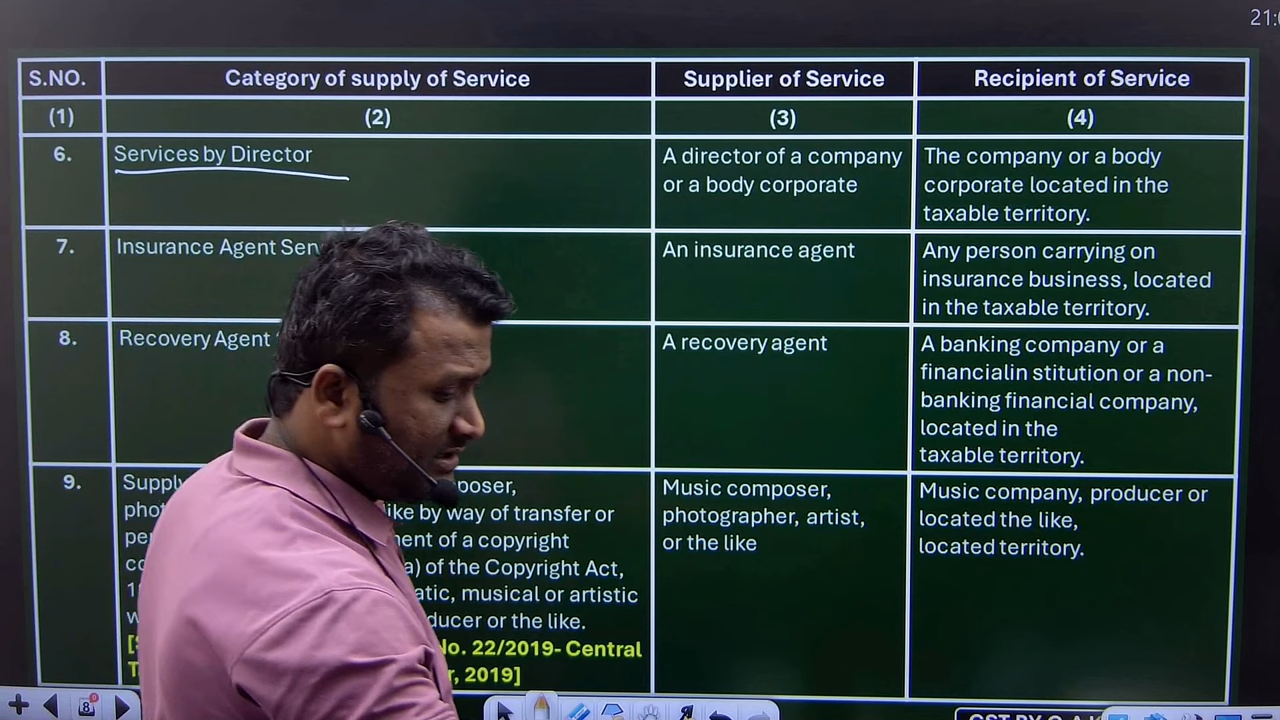 21:
S.NO. Category of supply of Service Supplier of Service Recipient of Service
(1) (2) (3) (4)
6. Services by Director A director of a company The company or a body
or a body corporate corporate located in the
taxable territory.
7. Insurance Agent An insurance agent Any person carrying on
insurance business, located
in the taxable territory.
8. Recovery Agent A recovery agent A banking company or a
financialin stitution or a non-
banking financial company,
located in the
taxable territory.
9. Music composer, Music company, producer or
ike by way of transfer or photographer, artist, located the like,
ent of a copyright or the like located territory.
a) of the Copyright Act,
atic, musical or artistic
ducer or the like.
No. 22/2019- Central
, 2019]
8
GST BY